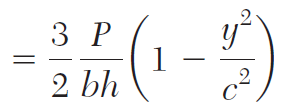 = \frac{3}{2} \frac{P}{bh} \left( 1 - \frac{y^2}{c^2} \right)